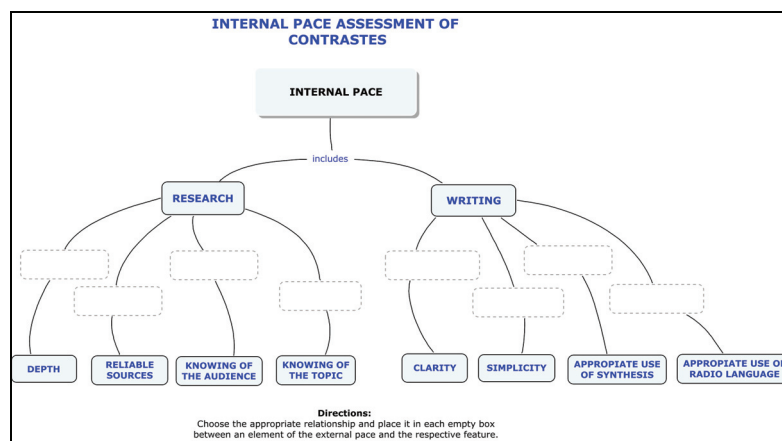 INTERNAL PACE ASSESSMENT OF
CONTRASTES
INTERNAL PACE
includes
RESEARCH
WRITING
DEPTH
RELIABLE
SOURCES
KNOWING OF
THE AUDIENCE
KNOWING OF
THE TOPIC
CLARITY
SIMPLICITY
APPROPIATE USE
OF SYNTHESIS
APPROPIATE USE OF
RADIO LANGUAGE
Directions:
Choose the appropriate relationship and place it in each empty box
between an element of the external pace and the respective feature.